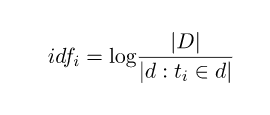 idf_i = log |D| / |d : t_i ∈ d|